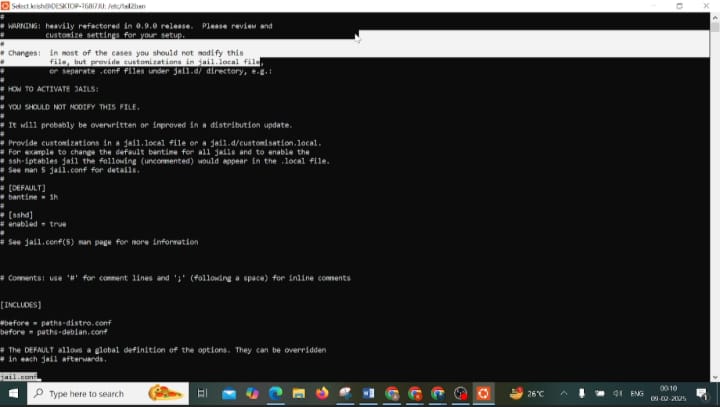 Select krish@DESKTOP-T68I7JU: /etc/fail2ban
#
# WARNING: heavily refactored in 0.9.0 release.  Please review and
#          customize settings for your setup.
#
# Changes:  in most of the cases you should not modify this
#           file, but provide customizations in jail.local file,
#           or separate .conf files under jail.d/ directory, e.g.:
#
# HOW TO ACTIVATE JAILS:
#
# YOU SHOULD NOT MODIFY THIS FILE.
#
# It will probably be overwritten or improved in a distribution update.
#
# Provide customizations in a jail.local file or a jail.d/customisation.local.
# For example to change the default bantime for all jails and to enable the
# ssh-iptables jail the following (uncommented) would appear in the .local file.
# See man 5 jail.conf for details.
#
# [DEFAULT]
# bantime = 1h
#
# [sshd]
# enabled = true
#
# See jail.conf(5) man page for more information
# Comments: use '#' for comment lines and ';' (following a space) for inline comments
[INCLUDES]
#before = paths-distro.conf
before = paths-debian.conf
# The DEFAULT allows a global definition of the options. They can be overridden
# in each jail afterwards.
jail.conf
Type here to search
26°C
ENG
00:10
09-02-2025